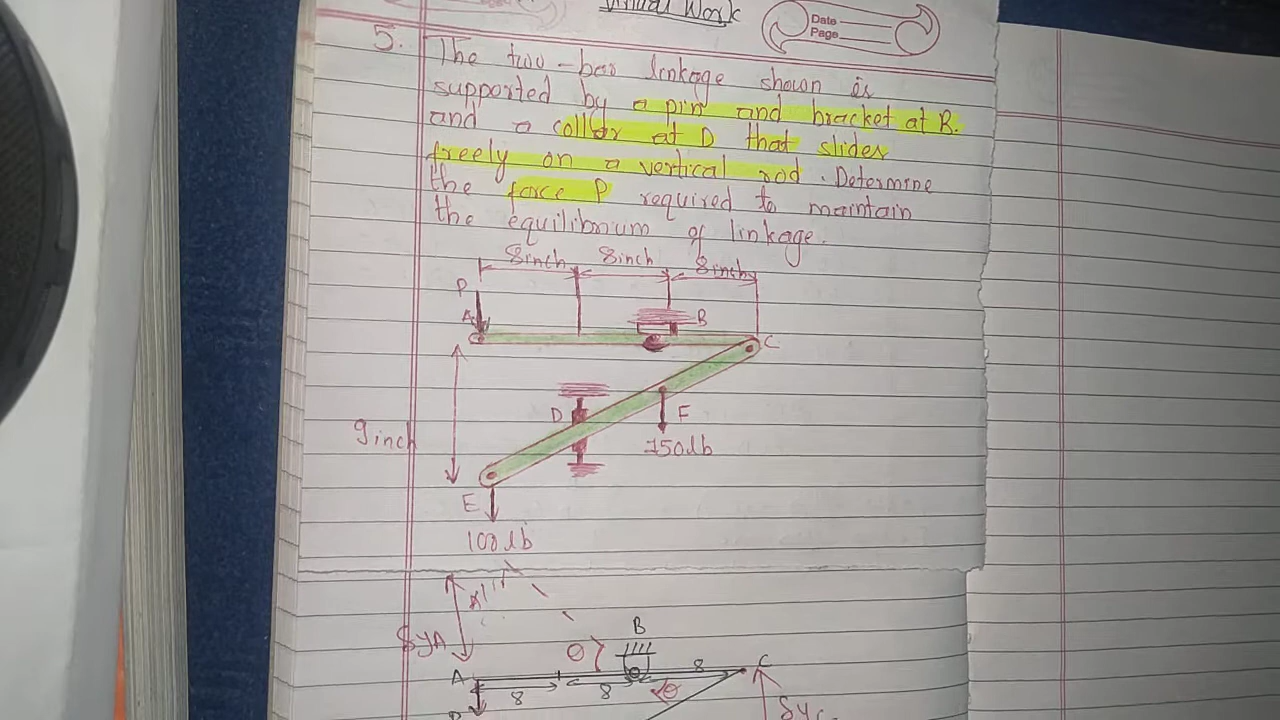 Virtual Work
Date
Page
5. The two-bar linkage shown is
supported by a pin and bracket at B.
and a collar at D that slides
freely on a vertical rod. Determine
the force P required to maintain
the equilibrium of linkage.
8inch 8inch 8inch
P
A B
C
D F
9inch
150lb
E
100 lb
A'
δyA
B
θ
A 8 8 θ 8 C
P
δyc